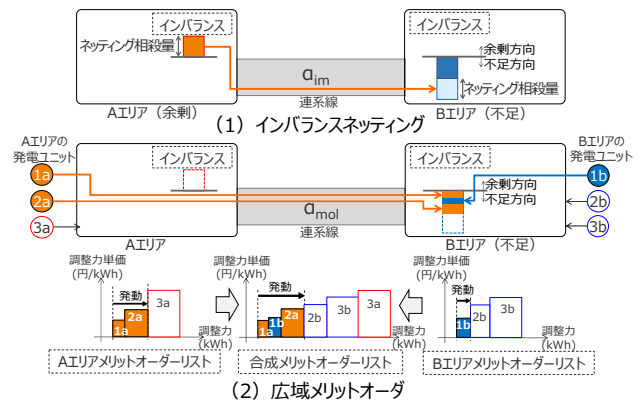 インバランス
ネッティング相殺量
インバランス
余剰方向
不足方向
ネッティング相殺量
αim
連系線
Aエリア（余剰）
Bエリア（不足）
（1）インバランスネッティング
Aエリアの
発電ユニット
1a
2a
3a
インバランス
Aエリア
αmol
連系線
インバランス
余剰方向
不足方向
Bエリア（不足）
Bエリアの
発電ユニット
1b
2b
3b
調整力単価
(円/kWh)
発動
1a
2a
3a
調整力
(kWh)
Aエリアメリットオーダーリスト
調整力単価
(円/kWh)
発動
1a
1b
2a
2b
3b
3a
調整力
(kWh)
合成メリットオーダーリスト
調整力単価
(円/kWh)
発動
1b
2b
3b
調整力
(kWh)
Bエリアメリットオーダーリスト
（2）広域メリットオーダ